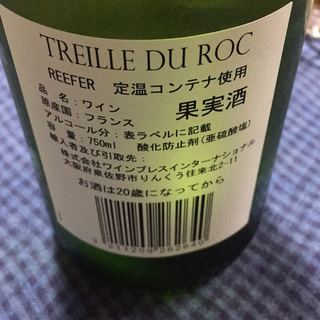 TREILLE DU ROC
REEFER 定温コンテナ使用
品名:ワイン
果実酒
原産国:フランス
アルコール分:表ラベルに記載
容量:750ml 酸化防止剤(亜硫酸塩)
輸入者及び引取先:
株式会社ワインプレスインターナショナル
大阪府泉佐野市りんくう往来北2-11
お酒は20歳になってから
3 211209 262640